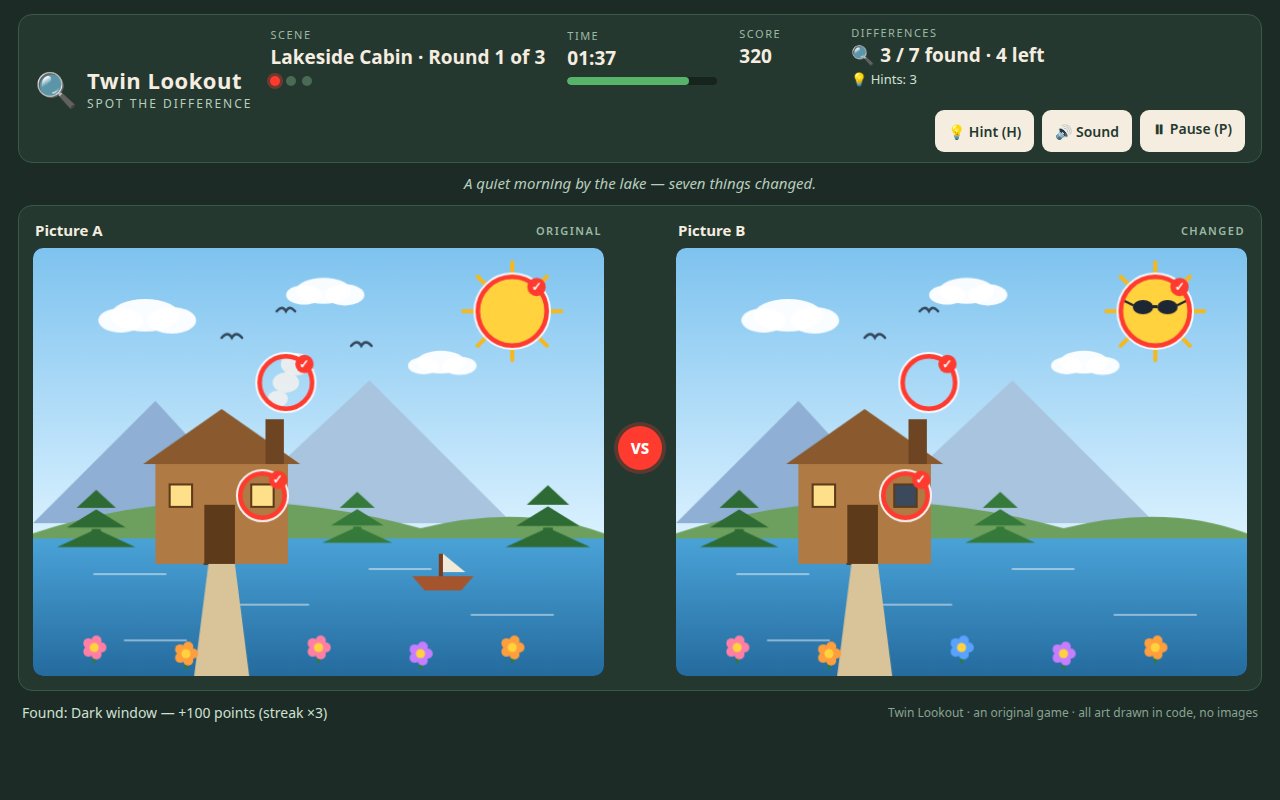 🔍 Twin Lookout
SPOT THE DIFFERENCE
SCENE
Lakeside Cabin · Round 1 of 3
TIME
01:37
SCORE
320
DIFFERENCES
🔍 3 / 7 found · 4 left
💡 Hints: 3
💡 Hint (H)
🔊 Sound
⏸ Pause (P)
A quiet morning by the lake — seven things changed.
Picture A
ORIGINAL
VS
Picture B
CHANGED
Found: Dark window — +100 points (streak ×3)
Twin Lookout · an original game · all art drawn in code, no images